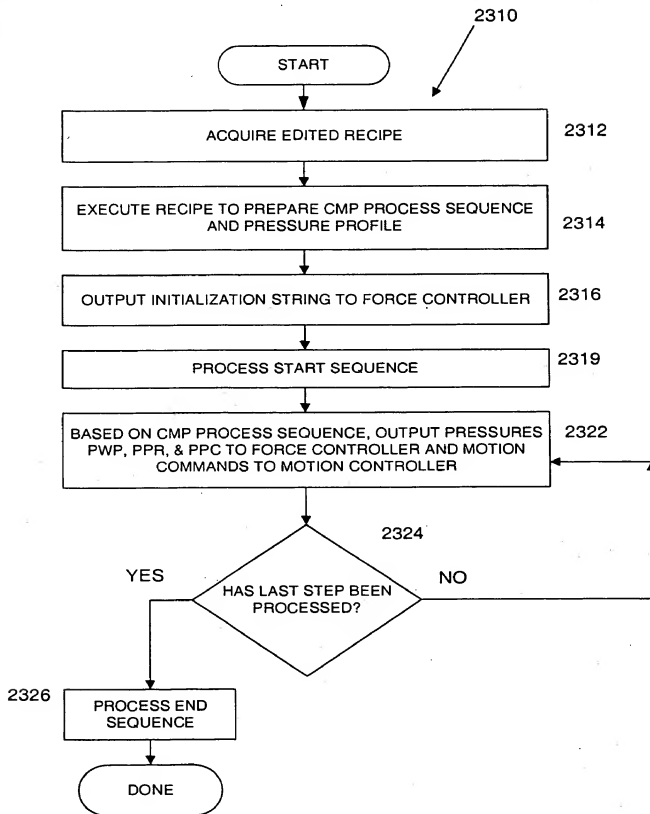 2310
START
ACQUIRE EDITED RECIPE
2312
EXECUTE RECIPE TO PREPARE CMP PROCESS SEQUENCE
AND PRESSURE PROFILE
2314
OUTPUT INITIALIZATION STRING TO FORCE CONTROLLER
2316
PROCESS START SEQUENCE
2319
BASED ON CMP PROCESS SEQUENCE, OUTPUT PRESSURES
PWP, PPR, & PPC TO FORCE CONTROLLER AND MOTION
COMMANDS TO MOTION CONTROLLER
2322
2324
YES
NO
HAS LAST STEP BEEN
PROCESSED?
2326
PROCESS END
SEQUENCE
DONE